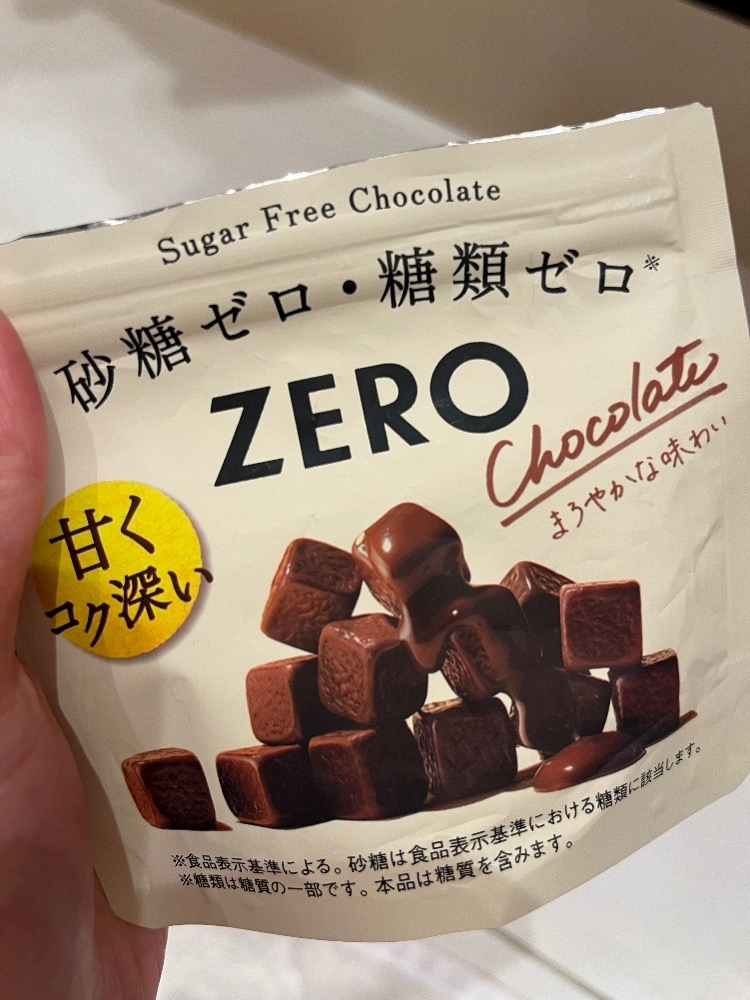 Sugar Free Chocolate
砂糖ゼロ・糖類ゼロ※
ZERO
Chocolate
まろやかな味わい
甘く
コク深い
※食品表示基準による。砂糖は食品表示基準における糖類に該当します。
※糖類は糖質の一部です。本品は糖質を含みます。